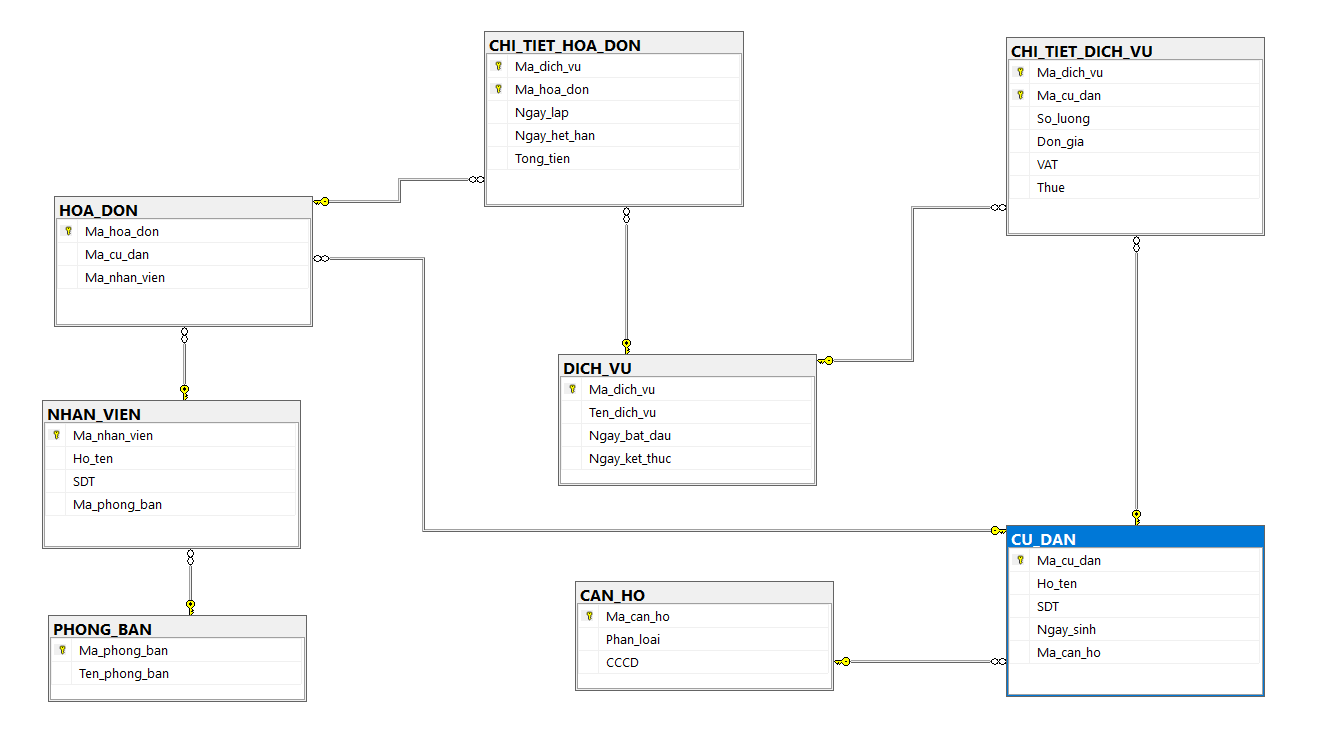 CHI_TIET_HOA_DON
Ma_dich_vu
Ma_hoa_don
Ngay_lap
Ngay_het_han
Tong_tien
CHI_TIET_DICH_VU
Ma_dich_vu
Ma_cu_dan
So_luong
Don_gia
VAT
Thue
HOA_DON
Ma_hoa_don
Ma_cu_dan
Ma_nhan_vien
DICH_VU
Ma_dich_vu
Ten_dich_vu
Ngay_bat_dau
Ngay_ket_thuc
NHAN_VIEN
Ma_nhan_vien
Ho_ten
SDT
Ma_phong_ban
CU_DAN
Ma_cu_dan
Ho_ten
SDT
Ngay_sinh
Ma_can_ho
CAN_HO
Ma_can_ho
Phan_loai
CCCD
PHONG_BAN
Ma_phong_ban
Ten_phong_ban